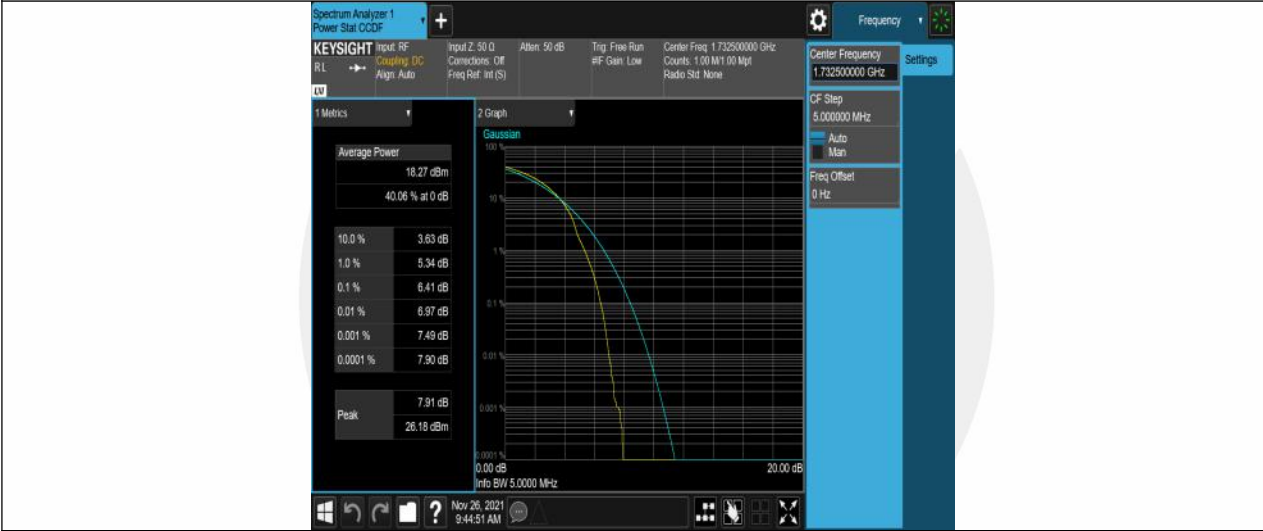 Spectrum Analyzer 1
Power Stat CCDF
+
Frequency
KEYSIGHT
RL
LV
Input: RF
Coupling: DC
Align: Auto
Input Z: 50 Ω
Corrections: Off
Freq Ref: Int (S)
Atten: 50 dB
Trig: Free Run
#IF Gain: Low
Center Freq: 1.732500000 GHz
Counts: 1.00 M/1.00 Mpt
Radio Std: None
Center Frequency
1.732500000 GHz
Settings
CF Step
5.000000 MHz
Auto
Man
Freq Offset
0 Hz
1 Metrics
Average Power
18.27 dBm
40.06 % at 0 dB
10.0 % 3.63 dB
1.0 % 5.34 dB
0.1 % 6.41 dB
0.01 % 6.97 dB
0.001 % 7.49 dB
0.0001 % 7.90 dB
Peak
7.91 dB
26.18 dBm
2 Graph
Gaussian
100 %
10 %
1 %
0.1 %
0.01 %
0.001 %
0.0001 %
0.00 dB 20.00 dB
Info BW 5.0000 MHz
?
Nov 26, 2021
9:44:51 AM